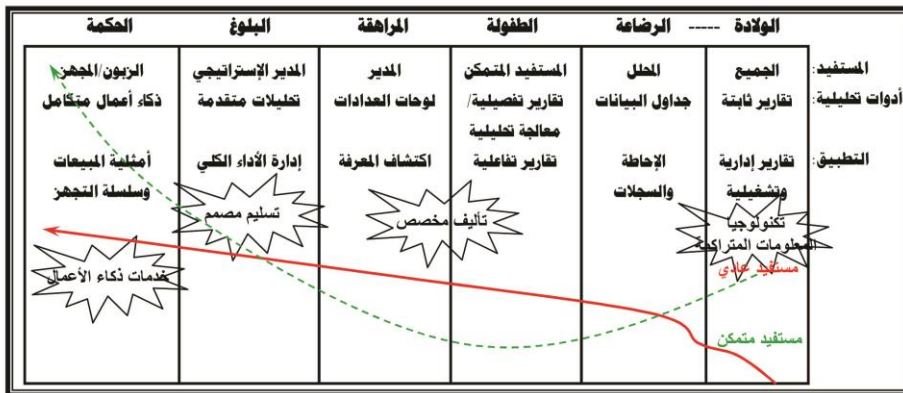 الولادة ---- الرضاعة الطفولة المراهقة البلوغ الحكمة
المستفيد: الجميع المحلل المستفيد المتمكن المدير المدير الإستراتيجي الزبون/المجهز
أدوات تحليلية: تقارير ثابتة جداول البيانات تقارير تفصيلية/ لوحات العدادات تحليلات متقدمة ذكاء أعمال متكامل
معالجة تحليلية
التطبيق: تقارير إدارية الإحاطة تقارير تفاعلية اكتشاف المعرفة إدارة الأداء الكلي أمثلية المبيعات
وتشغيلية والسجلات وسلسلة التجهز
تكنولوجيا تأليف مخصص تسليم مصمم
المعلومات المتراكمة
مستفيد عادي خدمات ذكاء الأعمال
مستفيد متمكن